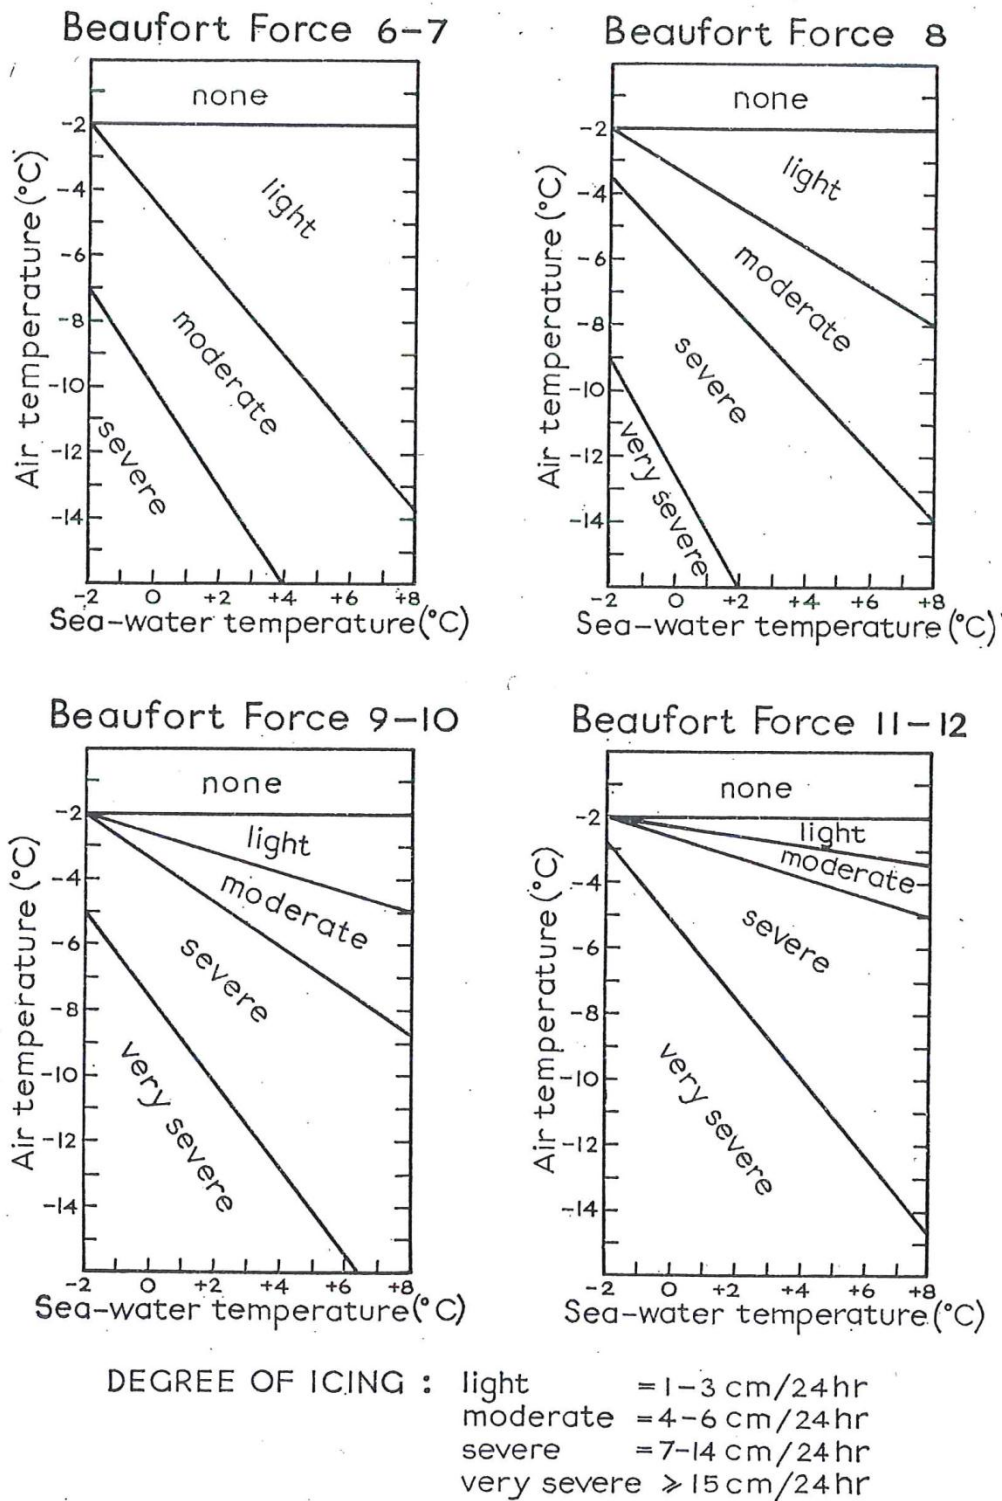 Beaufort Force 6-7
none
light
moderate
severe
-2
-4
-6
-8
-10
-12
-14
Air temperature (°C)
-2 0 +2 +4 +6 +8
Sea-water temperature (°C)
Beaufort Force 8
none
light
moderate
severe
very severe
-2
-4
-6
-8
-10
-12
-14
Air temperature (°C)
-2 0 +2 +4 +6 +8
Sea-water temperature (°C)
Beaufort Force 9-10
none
light
moderate
severe
very severe
-2
-4
-6
-8
-10
-12
-14
Air temperature (°C)
-2 0 +2 +4 +6 +8
Sea-water temperature (°C)
Beaufort Force 11-12
none
light
moderate
severe
very severe
-2
-4
-6
-8
-10
-12
-14
Air temperature (°C)
-2 0 +2 +4 +6 +8
Sea-water temperature (°C)
DEGREE OF ICING : light = 1-3 cm/24hr
moderate = 4-6 cm/24hr
severe = 7-14 cm/24hr
very severe ⩾ 15 cm/24hr